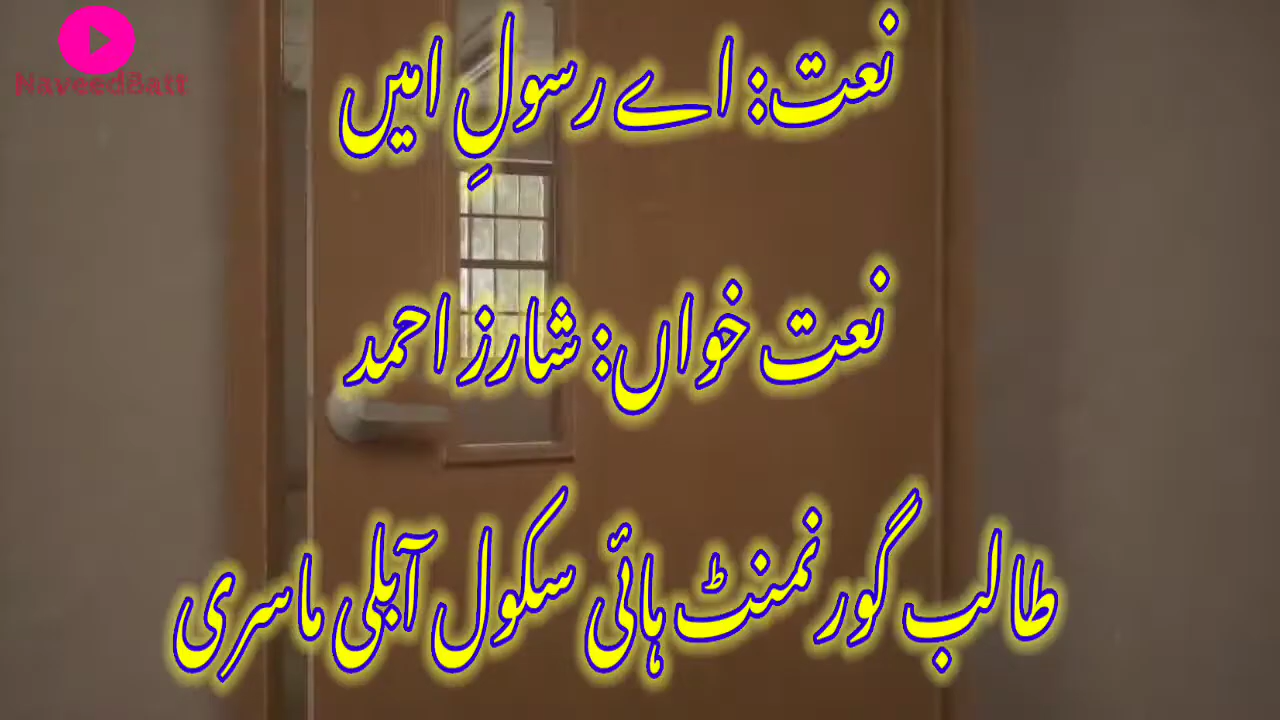 NaveedBatt
نعت: اے رسولِ امیں
نعت خواں: شارز احمد
طالب گورنمنٹ ہائی سکول آبلی ماسری